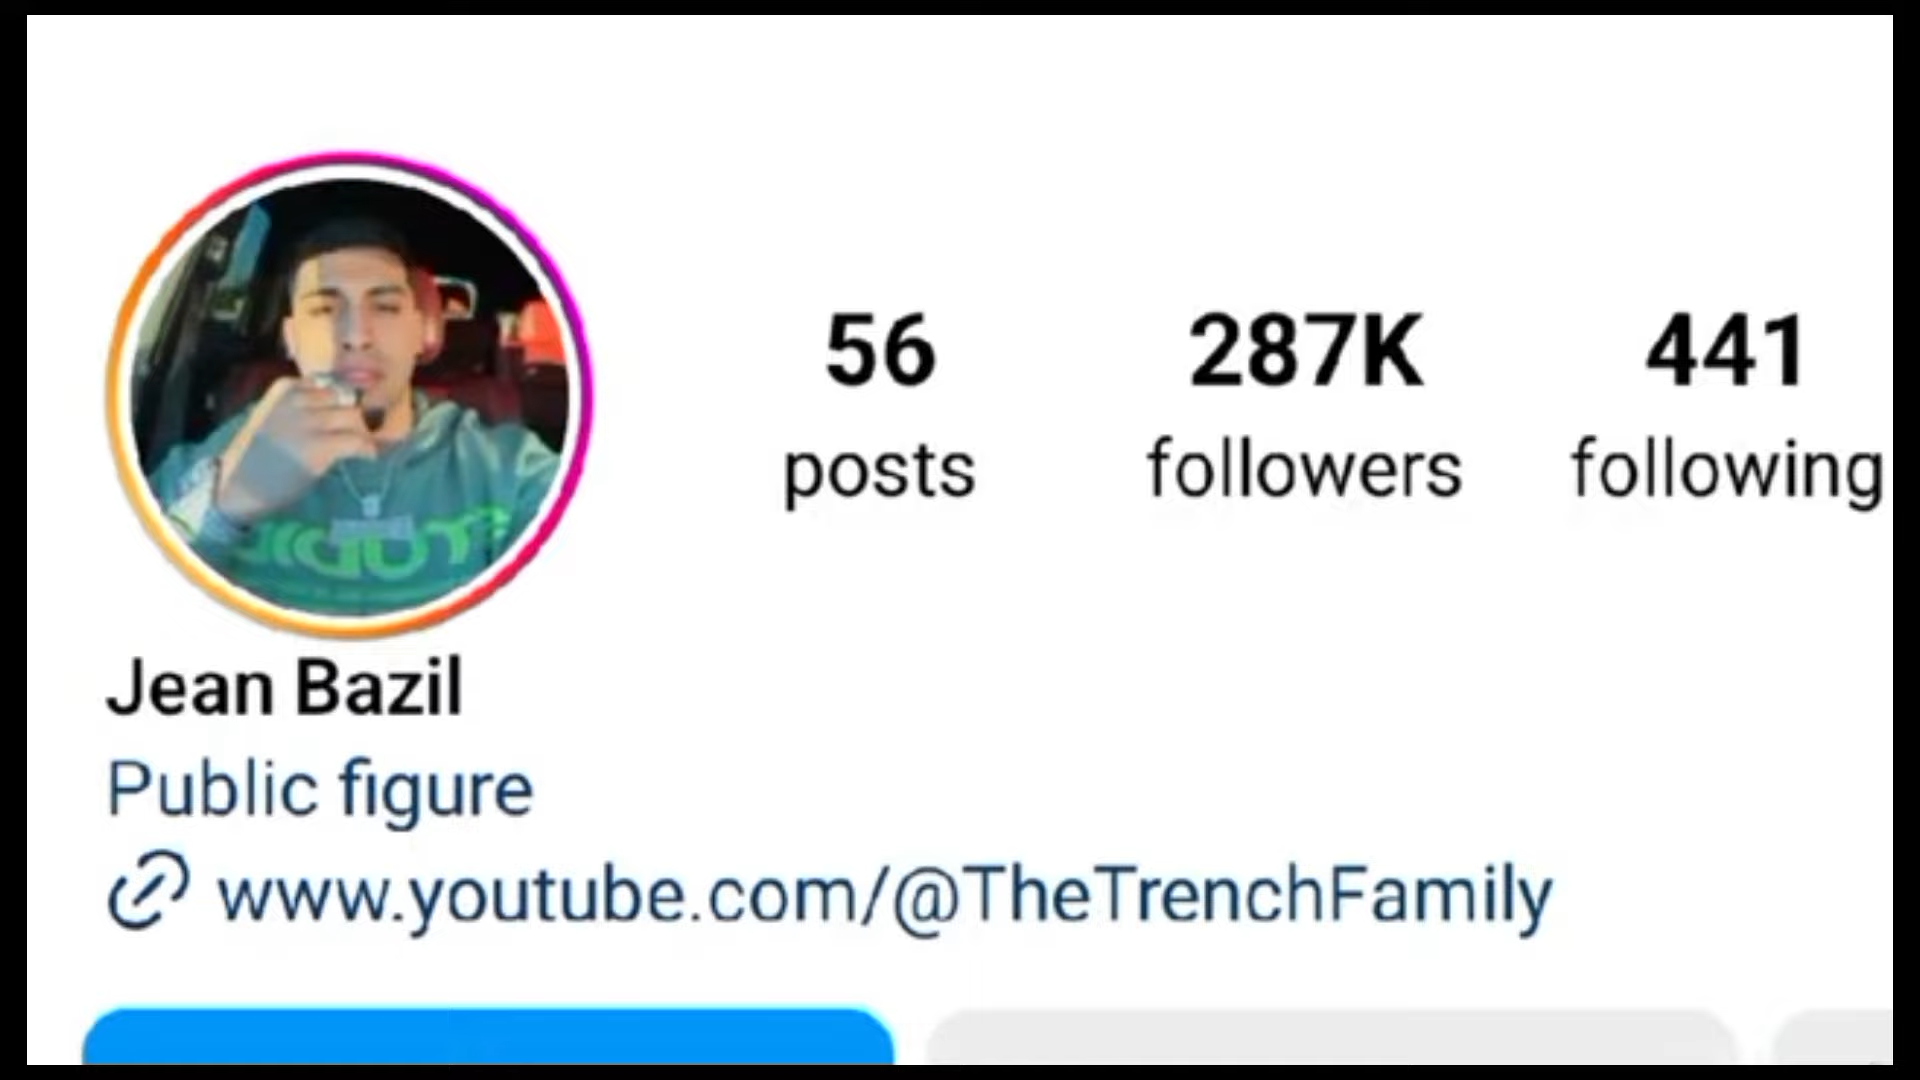 56 287K 441
posts followers following
Jean Bazil
Public figure
www.youtube.com/@TheTrenchFamily